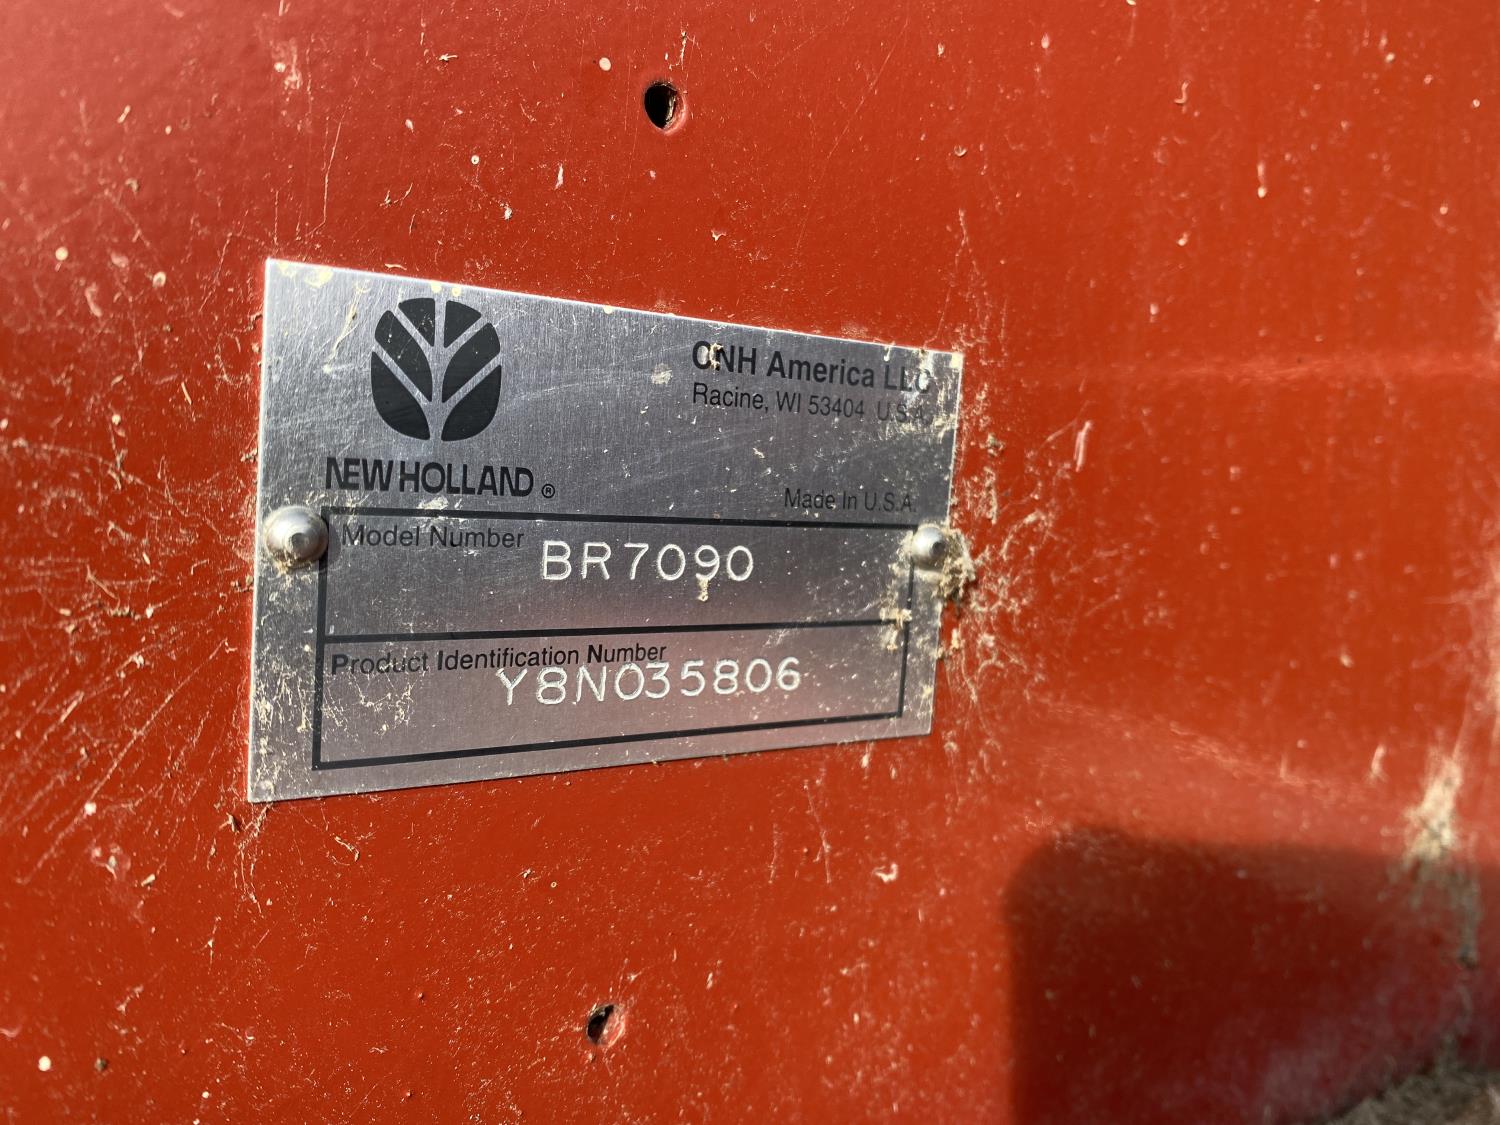 CNH America LLC
Racine, WI 53404 U.S.A.
NEW HOLLAND ®
Made In U.S.A.
Model Number BR7090
Product Identification Number
Y8N035806